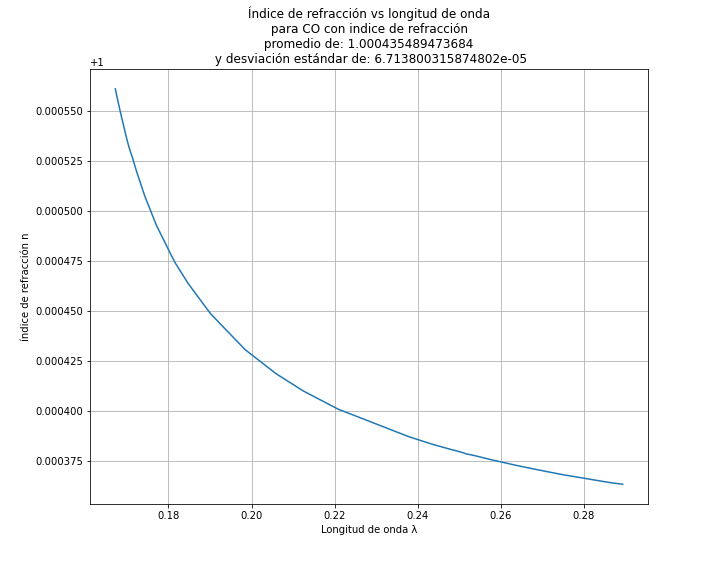 Índice de refracción vs longitud de onda
para CO con indice de refracción
promedio de: 1.000435489473684
y desviación estándar de: 6.713800315874802e-05
+1
0.000550
0.000525
0.000500
0.000475
0.000450
0.000425
0.000400
0.000375
índice de refracción n
0.18 0.20 0.22 0.24 0.26 0.28
Longitud de onda λ